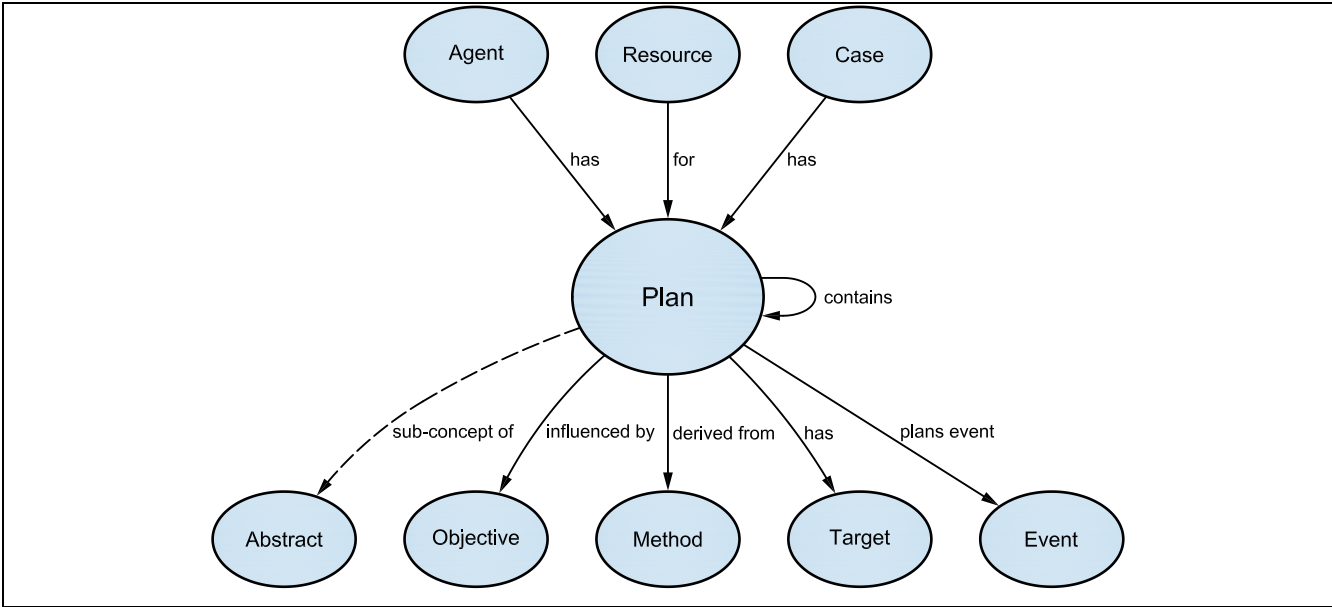 Agent
Resource
Case
has
for
has
Plan
contains
sub-concept of
influenced by
derived from
has
plans event
Abstract
Objective
Method
Target
Event